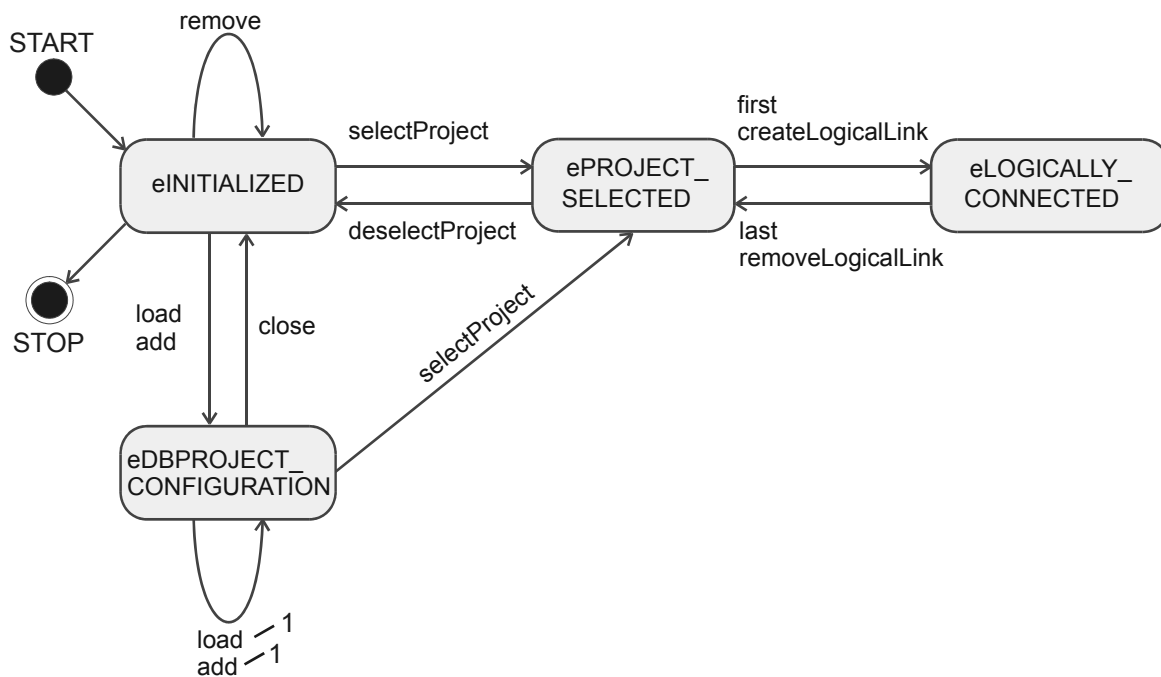 remove
START
selectProject
first
createLogicalLink
eINITIALIZED
ePROJECT_
SELECTED
eLOGICALLY_
CONNECTED
deselectProject
last
removeLogicalLink
STOP
load
add
close
selectProject
eDBPROJECT_
CONFIGURATION
load 1
add 1